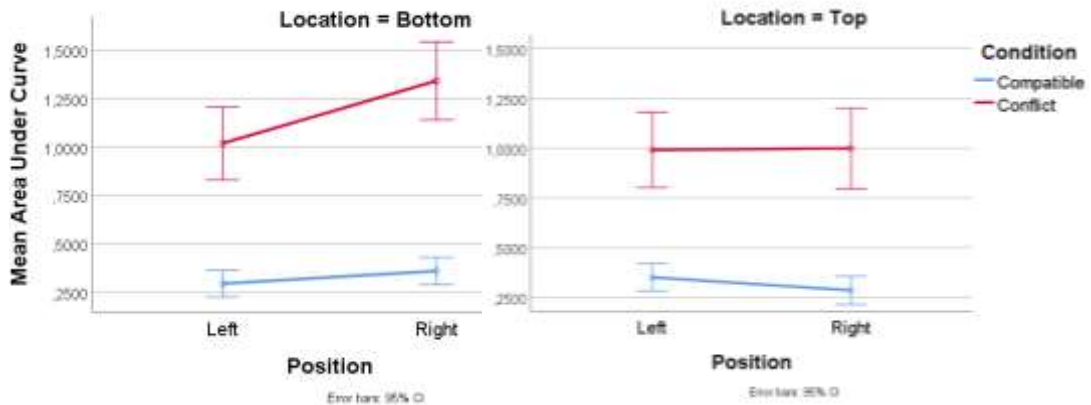 Location = Bottom
Mean Area Under Curve
1,5000
1,2500
1,0000
,7500
,5000
,2500
Left
Right
Position
Error bars: 95% CI
Location = Top
1,5000
1,2500
1,0000
,7500
,5000
,2500
Left
Right
Position
Error bars: 95% CI
Condition
Compatible
Conflict